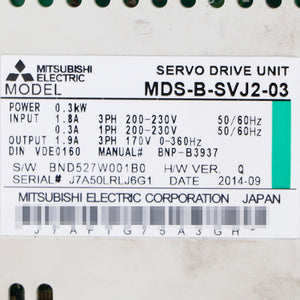 MITSUBISHI
ELECTRIC
SERVO DRIVE UNIT
MODEL MDS-B-SVJ2-03
POWER 0.3kW
INPUT 1.8A 3PH 200-230V 50/60Hz
0.3A 1PH 200-230V 50/60Hz
OUTPUT 1.9A 3PH 170V 0-360Hz
DIN VDE0160 MANUAL# BNP-B3937
S/W BND527W001B0 H/W VER. Q
SERIAL# J7A50LRLJ6G1 DATE 2014-09
MITSUBISHI ELECTRIC CORPORATION JAPAN